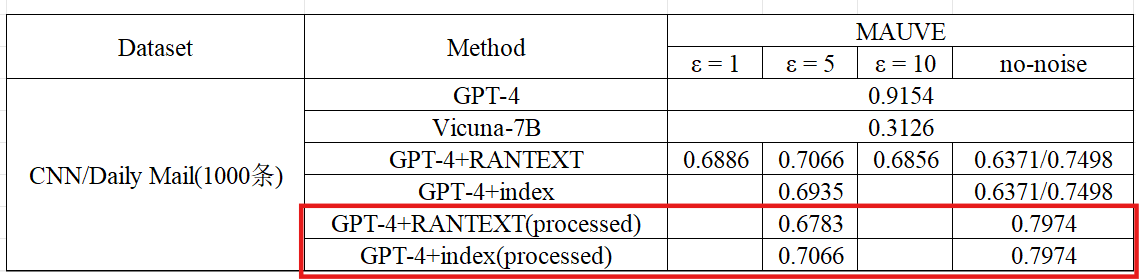 Dataset Method MAUVE
ε = 1 ε = 5 ε = 10 no-noise
CNN/Daily Mail(1000条)
GPT-4 0.9154
Vicuna-7B 0.3126
GPT-4+RANTEXT 0.6886 0.7066 0.6856 0.6371/0.7498
GPT-4+index 0.6935 0.6371/0.7498
GPT-4+RANTEXT(processed) 0.6783 0.7974
GPT-4+index(processed) 0.7066 0.7974